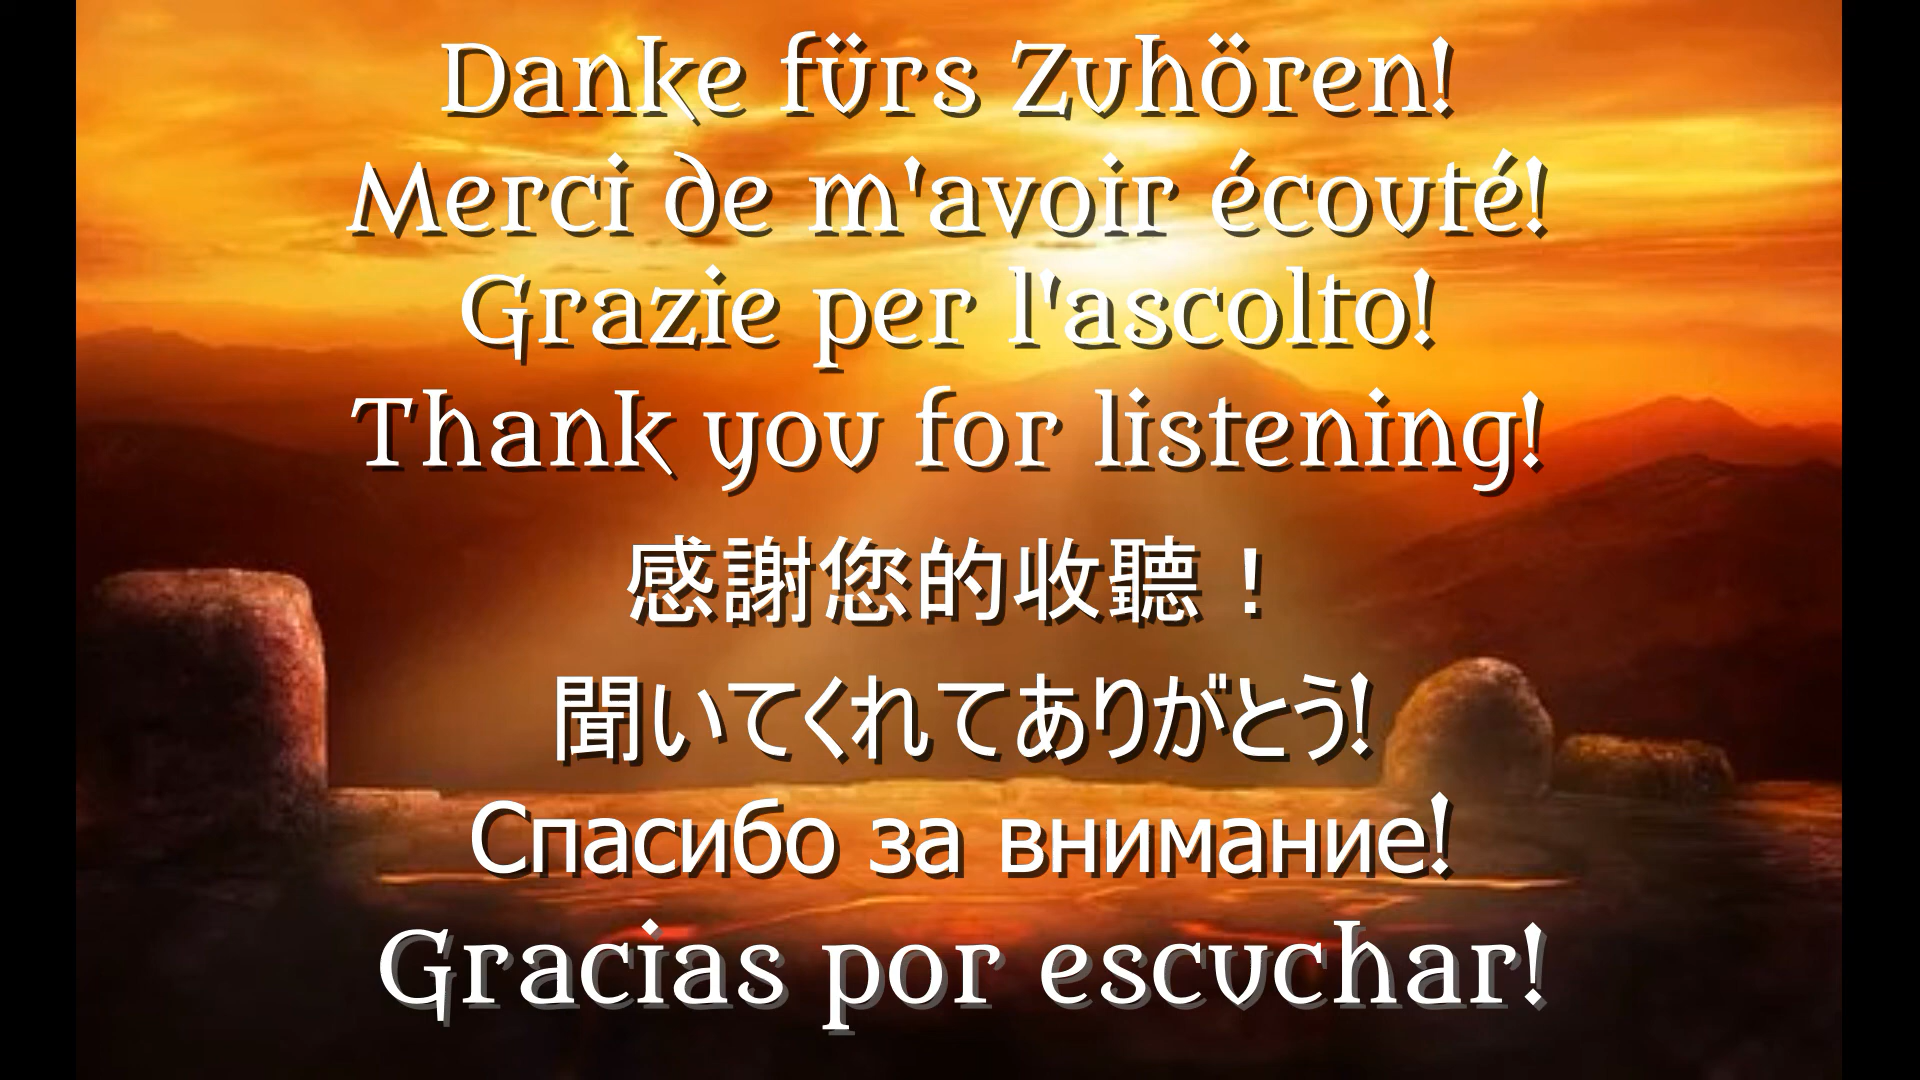 Danke fürs Zuhören!
Merci de m'avoir écouté!
Grazie per l'ascolto!
Thank you for listening!
感謝您的收聽！
聞いてくれてありがとう!
Спасибо за внимание!
Gracias por escuchar!